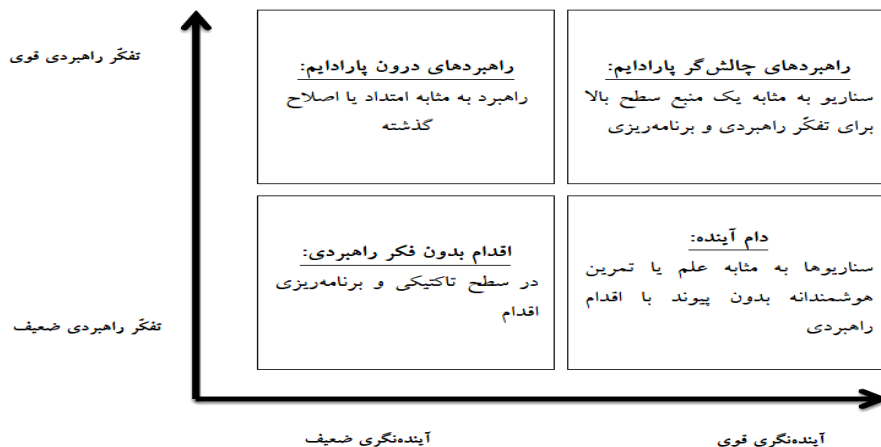 تفکّر راهبردی قوی
راهبردهای چالش‌گر پارادایم:
سناریو به مثابه یک منبع سطح بالا
برای تفکّر راهبردی و برنامه‌ریزی
راهبردهای درون پارادایم:
راهبرد به مثابه امتداد یا اصلاح
گذشته
دام آینده:
سناریوها به مثابه علم یا تمرین
هوشمندانه بدون پیوند با اقدام
راهبردی
اقدام بدون فکر راهبردی:
در سطح تاکتیکی و برنامه‌ریزی
اقدام
تفکّر راهبردی ضعیف
آینده‌نگری قوی
آینده‌نگری ضعیف